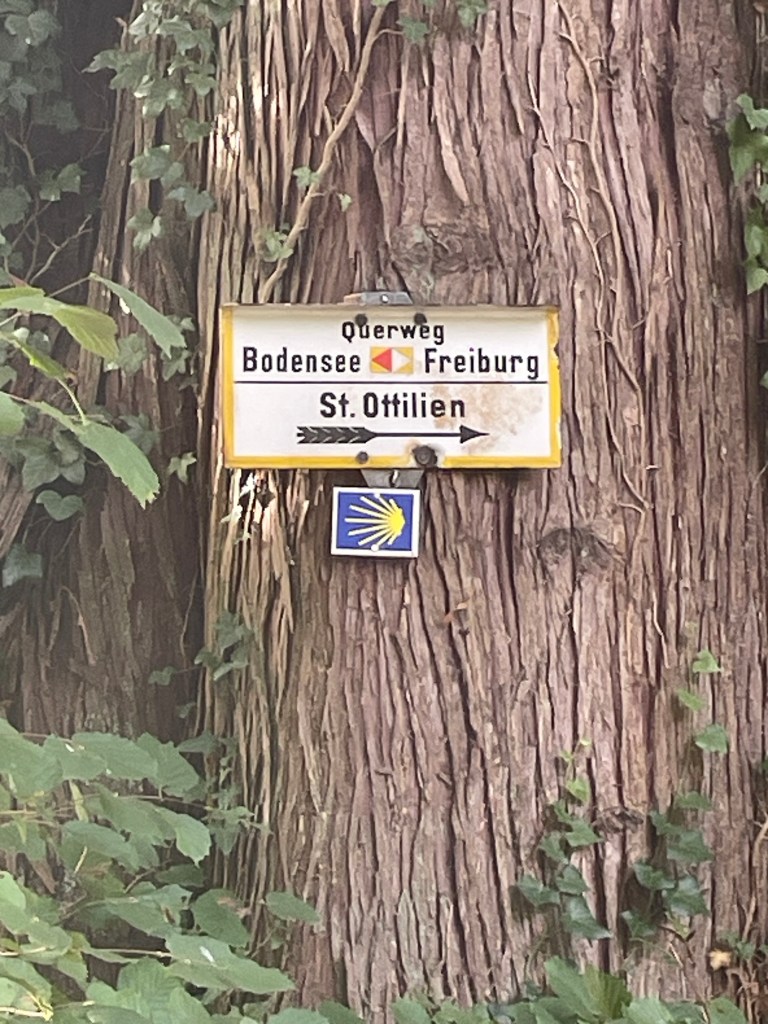 Querweg
Bodensee Freiburg
St. Ottilien